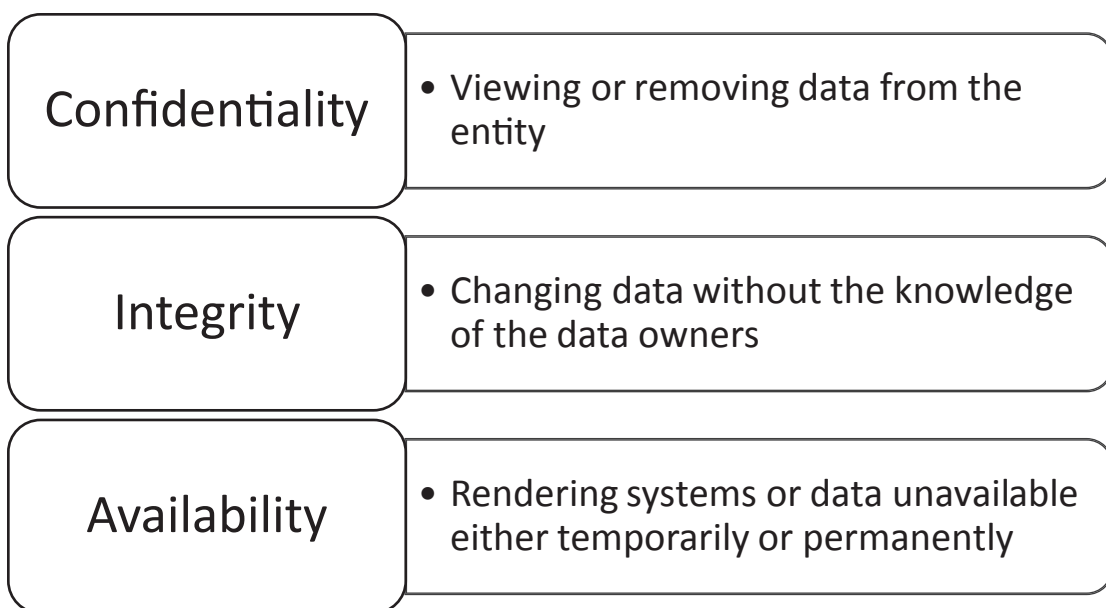 Confidentiality
• Viewing or removing data from the
entity
Integrity
• Changing data without the knowledge
of the data owners
Availability
• Rendering systems or data unavailable
either temporarily or permanently